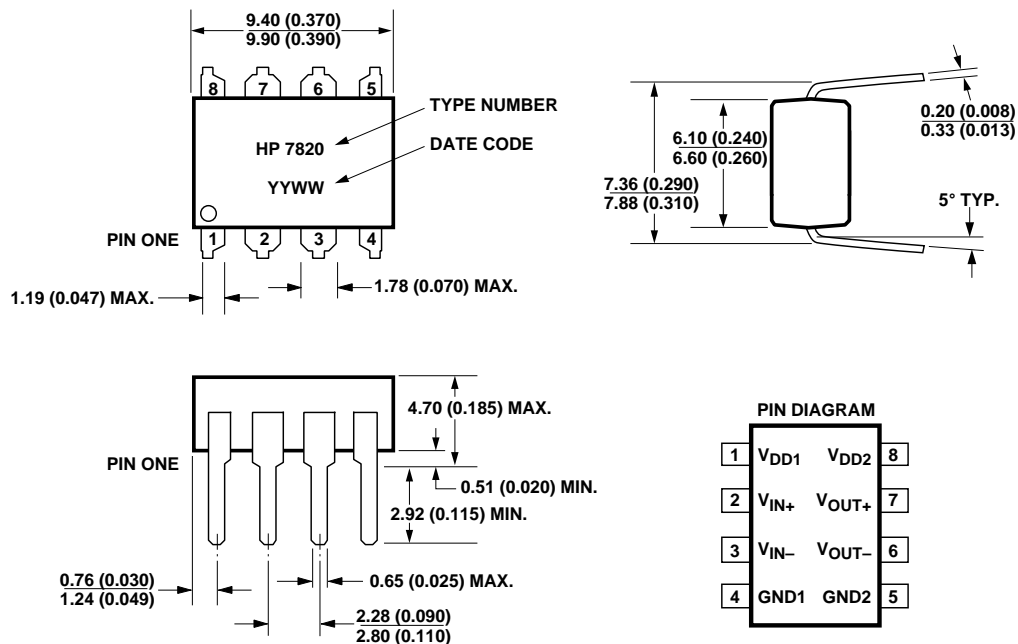 9.40 (0.370)
9.90 (0.390)
8 7 6 5
TYPE NUMBER
HP 7820
DATE CODE
YYWW
PIN ONE
1 2 3 4
1.19 (0.047) MAX.
1.78 (0.070) MAX.
6.10 (0.240)
6.60 (0.260)
7.36 (0.290)
7.88 (0.310)
0.20 (0.008)
0.33 (0.013)
5° TYP.
4.70 (0.185) MAX.
PIN ONE
0.51 (0.020) MIN.
2.92 (0.115) MIN.
0.76 (0.030)
1.24 (0.049)
0.65 (0.025) MAX.
2.28 (0.090)
2.80 (0.110)
PIN DIAGRAM
1 VDD1 VDD2 8
2 VIN+ VOUT+ 7
3 VIN– VOUT– 6
4 GND1 GND2 5